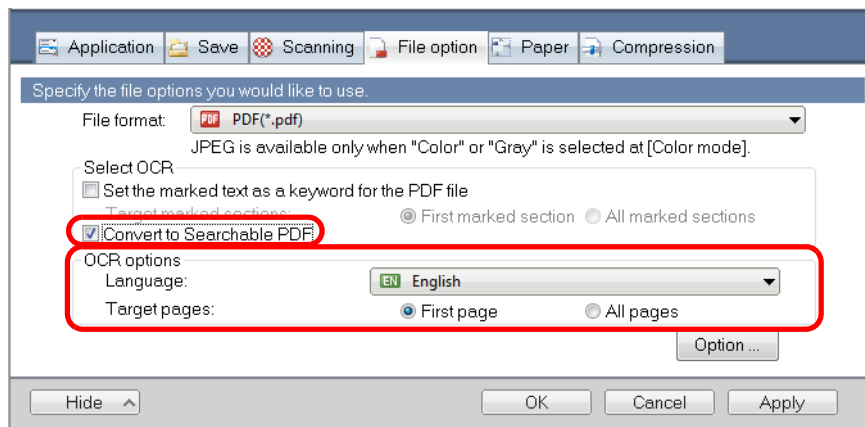 Application Save Scanning File option Paper Compression
Specify the file options you would like to use.
File format: PDF PDF(*.pdf)
JPEG is available only when "Color" or "Gray" is selected at [Color mode].
Select OCR
Set the marked text as a keyword for the PDF file
Target marked sections: First marked section All marked sections
Convert to Searchable PDF
OCR options
Language: EN English
Target pages: First page All pages
Option ...
Hide OK Cancel Apply